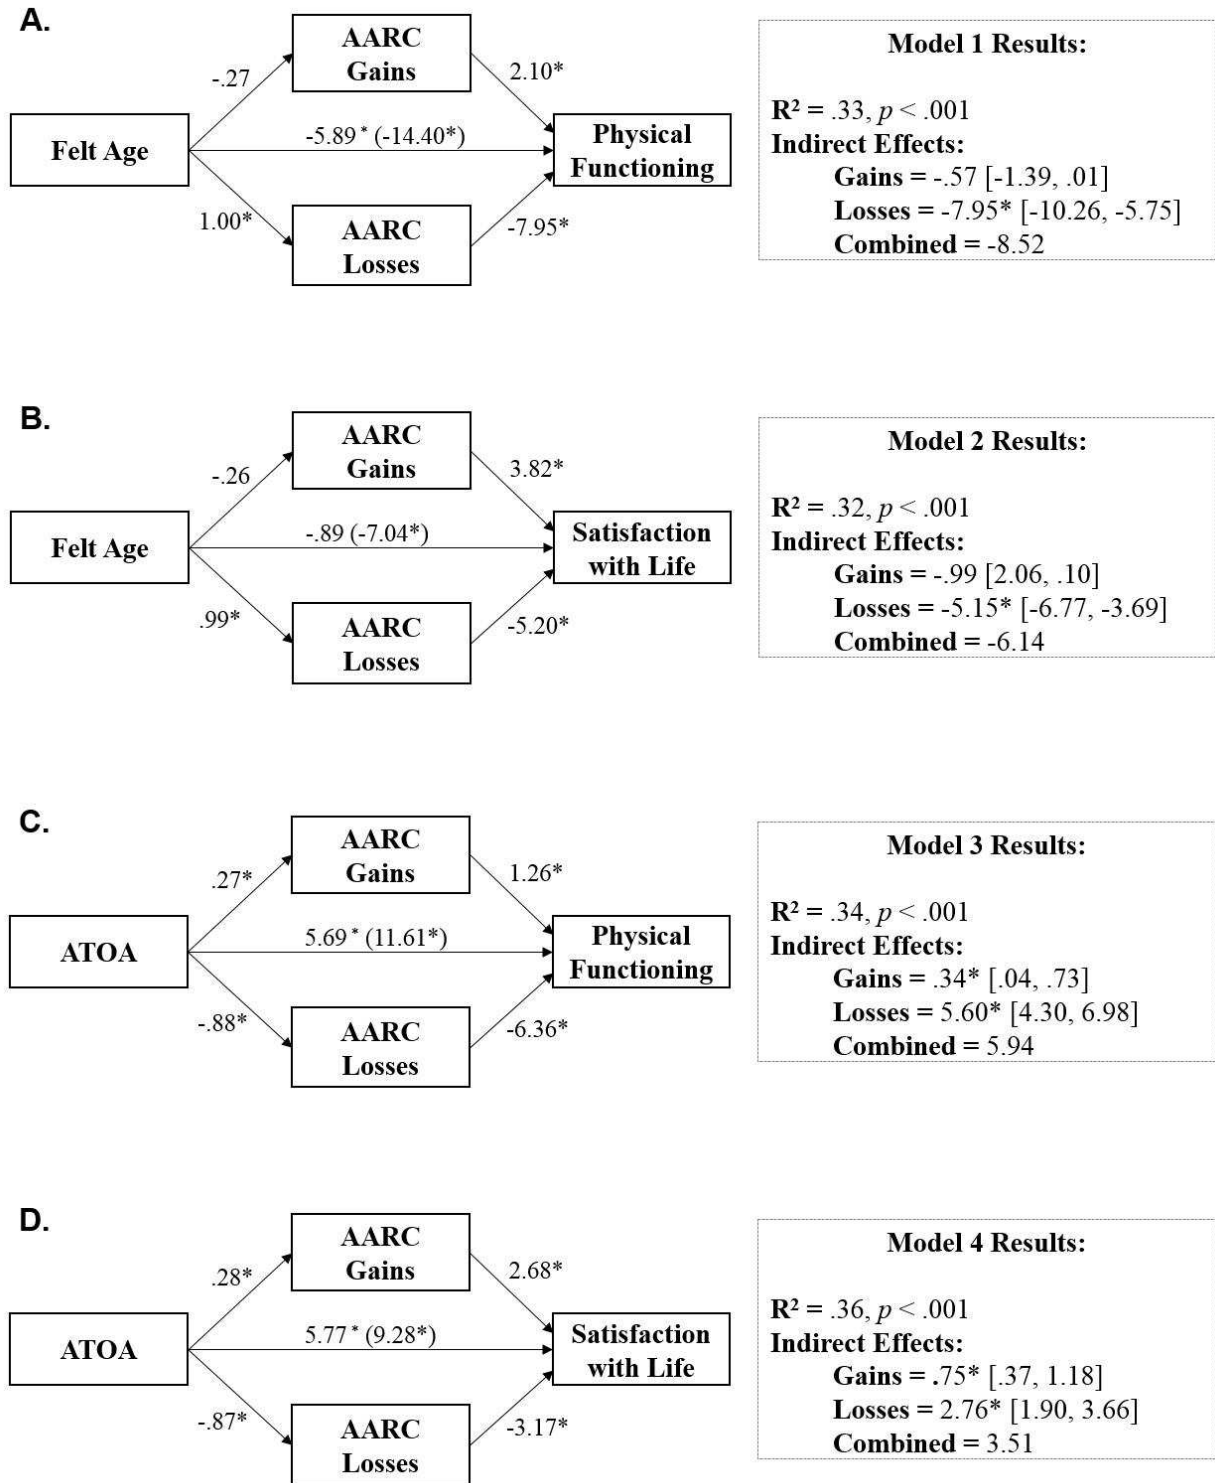 A.
AARC
Gains
-.27
2.10*
Felt Age
-5.89 * (-14.40*)
Physical
Functioning
1.00*
-7.95*
AARC
Losses
Model 1 Results:
R² = .33, p < .001
Indirect Effects:
Gains = -.57 [-1.39, .01]
Losses = -7.95* [-10.26, -5.75]
Combined = -8.52
B.
AARC
Gains
-.26
3.82*
Felt Age
-.89 (-7.04*)
Satisfaction
with Life
.99*
-5.20*
AARC
Losses
Model 2 Results:
R² = .32, p < .001
Indirect Effects:
Gains = -.99 [2.06, .10]
Losses = -5.15* [-6.77, -3.69]
Combined = -6.14
C.
AARC
Gains
.27*
1.26*
ATOA
5.69 * (11.61*)
Physical
Functioning
-.88*
-6.36*
AARC
Losses
Model 3 Results:
R² = .34, p < .001
Indirect Effects:
Gains = .34* [.04, .73]
Losses = 5.60* [4.30, 6.98]
Combined = 5.94
D.
AARC
Gains
.28*
2.68*
ATOA
5.77 * (9.28*)
Satisfaction
with Life
-.87*
-3.17*
AARC
Losses
Model 4 Results:
R² = .36, p < .001
Indirect Effects:
Gains = .75* [.37, 1.18]
Losses = 2.76* [1.90, 3.66]
Combined = 3.51